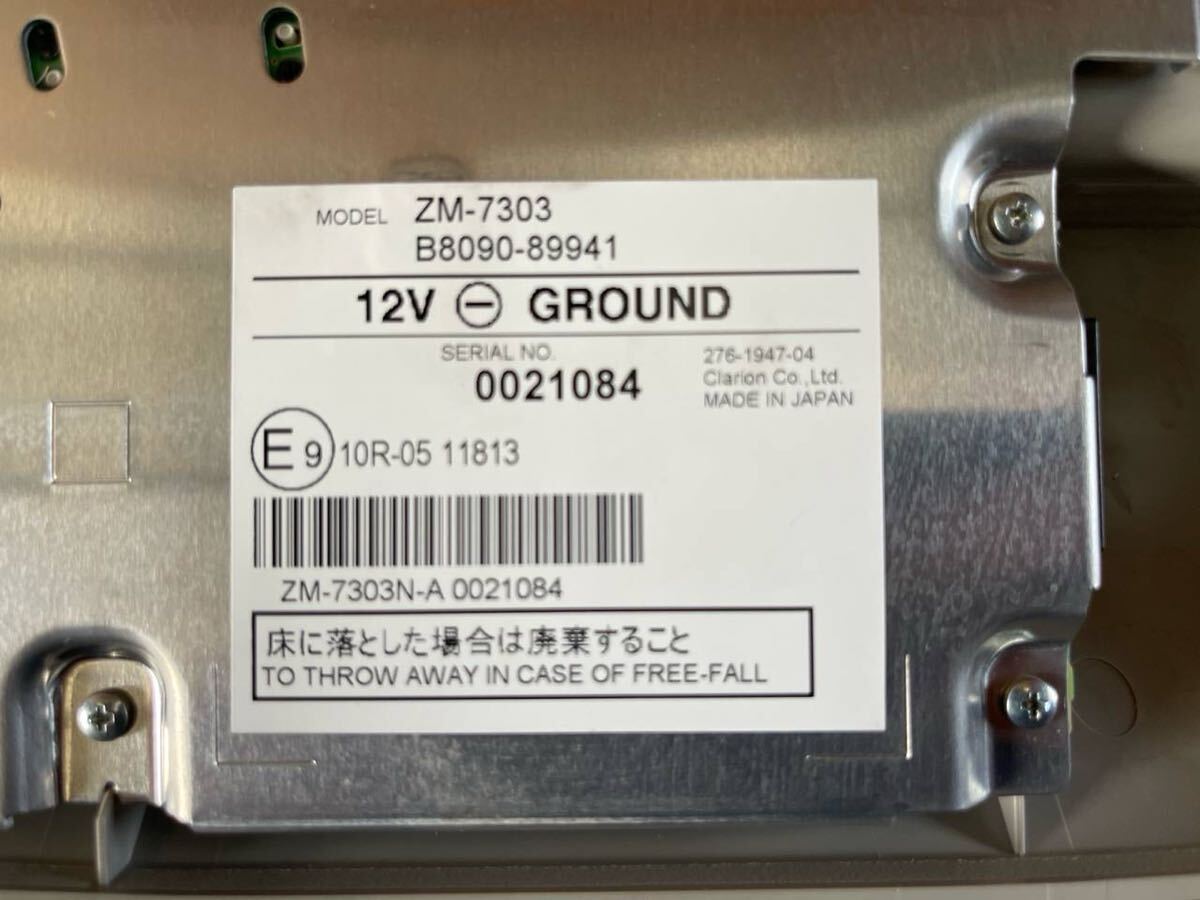 MODEL ZM-7303
B8090-89941
12V ⊖ GROUND
SERIAL NO.
0021084
276-1947-04
Clarion Co.,Ltd.
MADE IN JAPAN
E9 10R-05 11813
ZM-7303N-A 0021084
床に落とした場合は廃棄すること
TO THROW AWAY IN CASE OF FREE-FALL